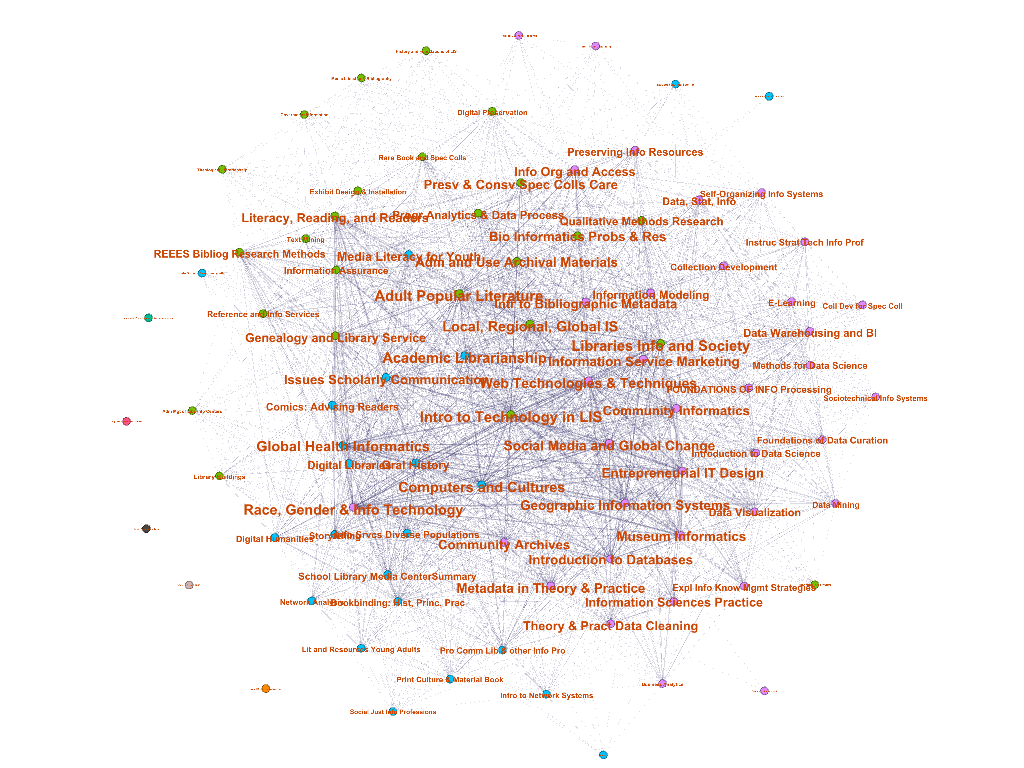 History and Foundations of LIS
Digital Preservation
Preserving Info Resources
Rare Book and Spec Colls
Info Org and Access
Presv & Consv Spec Colls Care
Exhibit Design & Installation
Self-Organizing Info Systems
Data, Stat, Info
Literacy, Reading, and Readers
Progr Analytics & Data Process
Qualitative Methods Research
Text Mining
Bio Informatics Probs & Res
Instruc Strat Tech Info Prof
REEES Bibliog Research Methods
Media Literacy for Youth
Adm and Use Archival Materials
Information Assurance
Collection Development
Adult Popular Literature
Information Modeling
Intr to Bibliographic Metadata
E-Learning
Coll Dev for Spec Coll
Reference and Info Services
Local, Regional, Global IS
Genealogy and Library Service
Data Warehousing and BI
Libraries Info and Society
Academic Librarianship
Information Service Marketing
Methods for Data Science
Issues Scholarly Communication
Web Technologies & Techniques
FOUNDATIONS OF INFO Processing
Sociotechnical Info Systems
Comics: Advising Readers
Intro to Technology in LIS
Community Informatics
Global Health Informatics
Social Media and Global Change
Foundations of Data Curation
Introduction to Data Science
Digital Libraries
Oral History
Library Buildings
Entrepreneurial IT Design
Computers and Cultures
Race, Gender & Info Technology
Geographic Information Systems
Data Visualization
Data Mining
Digital Humanities
Storytelling
Info Srvcs Diverse Populations
Museum Informatics
Community Archives
Introduction to Databases
School Library Media Center
Summary
Metadata in Theory & Practice
Expl Info Know Mgmt Strategies
Network Analysis
Bookbinding: Hist, Princ, Prac
Information Sciences Practice
Theory & Pract Data Cleaning
Lit and Resources Young Adults
Pro Comm Lib & other Info Pro
Print Culture & Material Book
Business Analytics
Intro to Network Systems
Social Just Info Professions